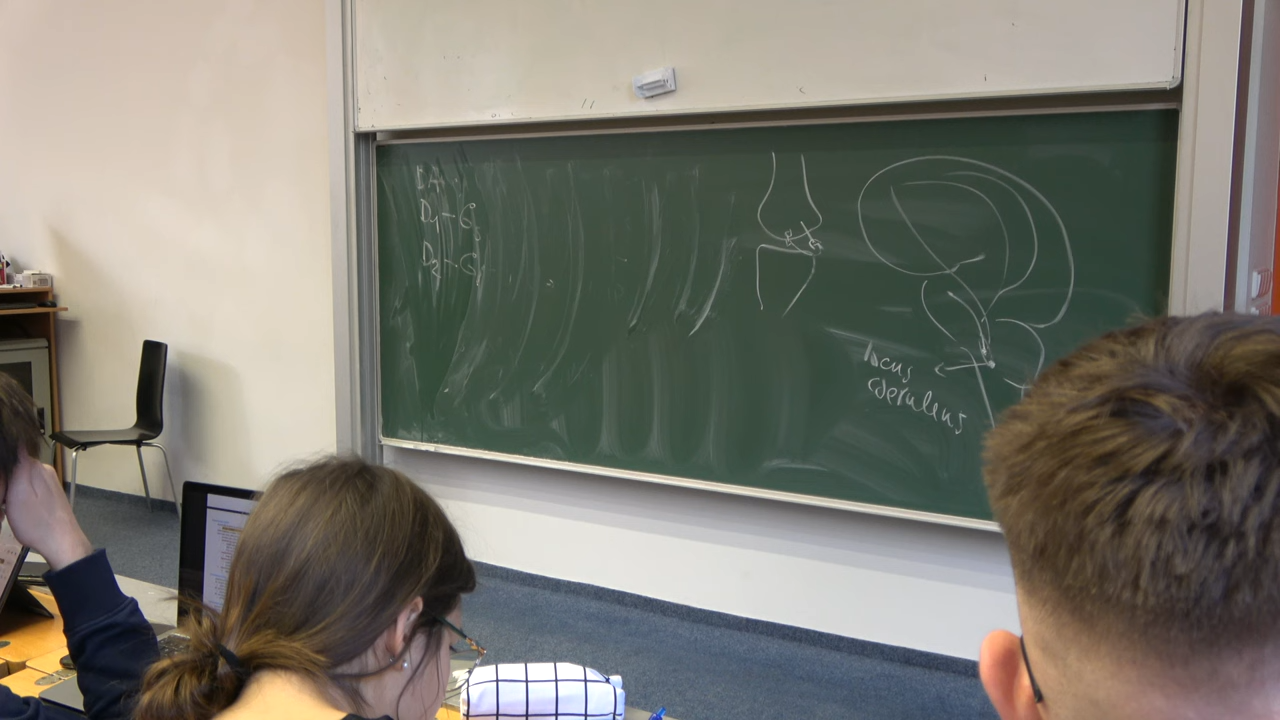 DA
D₁ – Gs
D₂ – Gi
locus
coeruleus